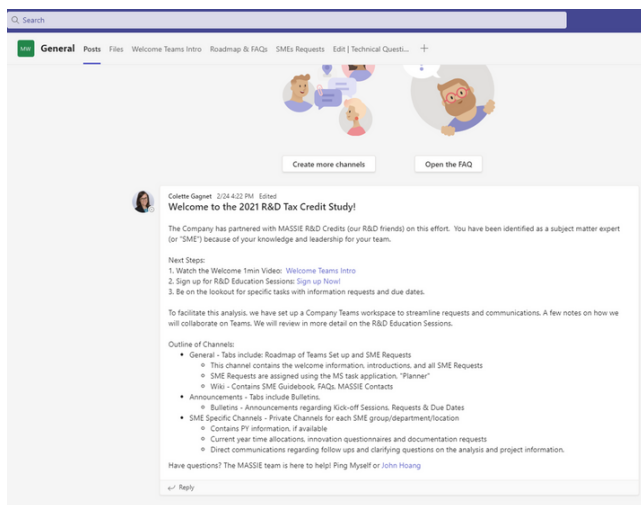 Search
MW General Posts Files Welcome Teams Intro Roadmap & FAQs SMEs Requests Edit | Technical Questi... +
Create more channels Open the FAQ
Colette Gagnet 2/24 4:22 PM Edited
Welcome to the 2021 R&D Tax Credit Study!
The Company has partnered with MASSIE R&D Credits (our R&D friends) on this effort. You have been identified as a subject matter expert
(or "SME") because of your knowledge and leadership for your team.
Next Steps:
1. Watch the Welcome 1min Video: Welcome Teams Intro
2. Sign up for R&D Education Sessions: Sign up Now!
3. Be on the lookout for specific tasks with information requests and due dates.
To facilitate this analysis, we have set up a Company Teams workspace to streamline requests and communications. A few notes on how we
will collaborate on Teams. We will review in more detail on the R&D Education Sessions.
Outline of Channels:
• General - Tabs include: Roadmap of Teams Set up and SME Requests
○ This channel contains the welcome information, introductions, and all SME Requests
○ SME Requests are assigned using the MS task application, "Planner"
○ Wiki - Contains SME Guidebook, FAQs, MASSIE Contacts
• Announcements - Tabs include Bulletins,
○ Bulletins - Announcements regarding Kick-off Sessions, Requests & Due Dates
• SME Specific Channels - Private Channels for each SME group/department/location
○ Contains PY information, if available
○ Current year time allocations, innovation questionnaires and documentation requests
○ Direct communications regarding follow ups and clarifying questions on the analysis and project information.
Have questions? The MASSIE team is here to help! Ping Myself or John Hoang
Reply